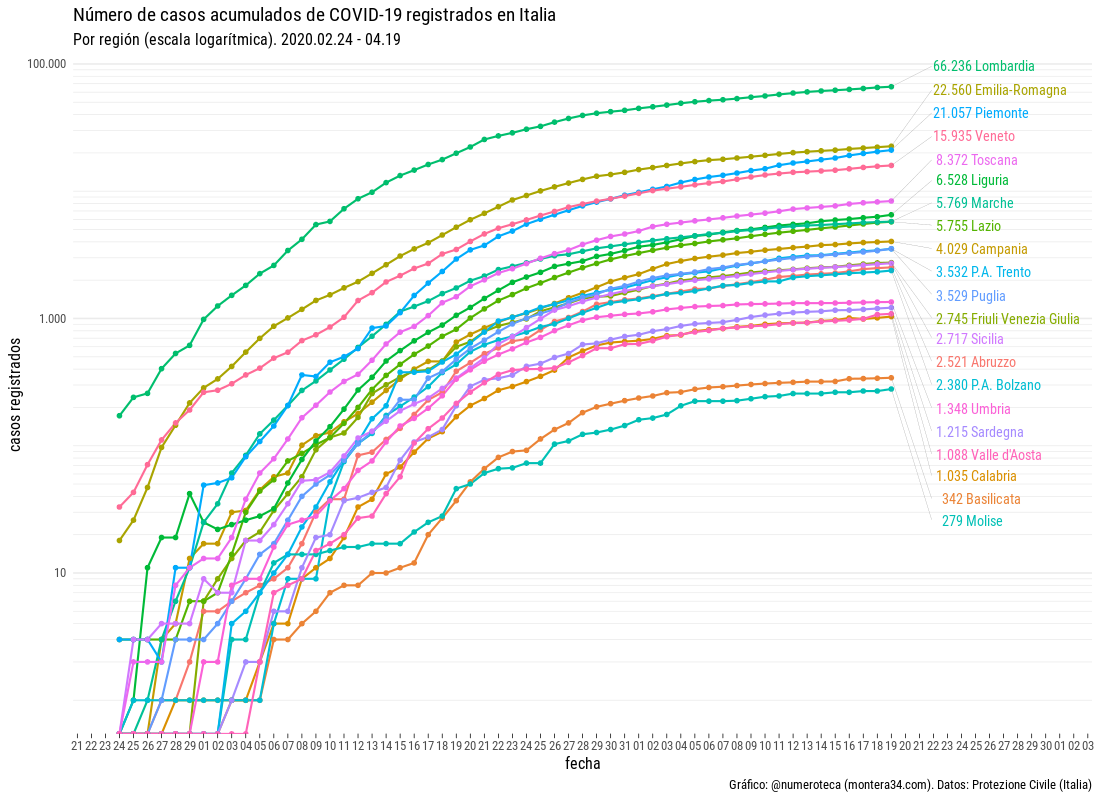 Número de casos acumulados de COVID-19 registrados en Italia
Por región (escala logarítmica). 2020.02.24 - 04.19
100.000
1.000
10
casos registrados
66.236 Lombardia
22.560 Emilia-Romagna
21.057 Piemonte
15.935 Veneto
8.372 Toscana
6.528 Liguria
5.769 Marche
5.755 Lazio
4.029 Campania
3.532 P.A. Trento
3.529 Puglia
2.745 Friuli Venezia Giulia
2.717 Sicilia
2.521 Abruzzo
2.380 P.A. Bolzano
1.348 Umbria
1.215 Sardegna
1.088 Valle d'Aosta
1.035 Calabria
342 Basilicata
279 Molise
21 22 23 24 25 26 27 28 29 01 02 03 04 05 06 07 08 09 10 11 12 13 14 15 16 17 18 19 20 21 22 23 24 25 26 27 28 29 30 31 01 02 03 04 05 06 07 08 09 10 11 12 13 14 15 16 17 18 19 20 21 22 23 24 25 26 27 28 29 30 01 02 03
fecha
Gráfico: @numeroteca (montera34.com). Datos: Protezione Civile (Italia)